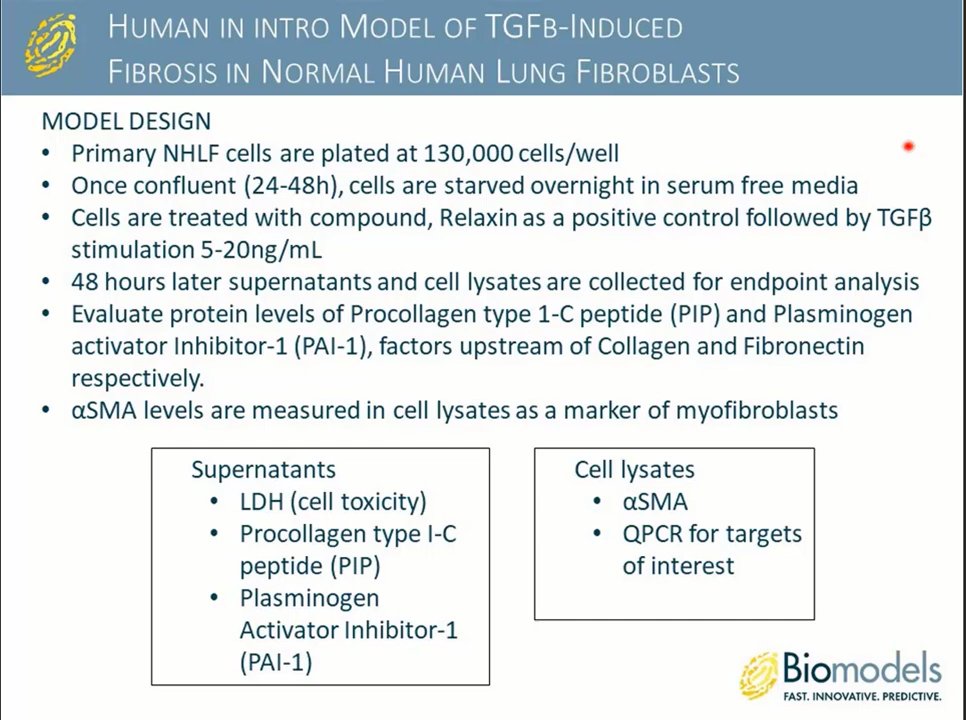 HUMAN IN INTRO MODEL OF TGFB-INDUCED
FIBROSIS IN NORMAL HUMAN LUNG FIBROBLASTS
MODEL DESIGN
• Primary NHLF cells are plated at 130,000 cells/well
• Once confluent (24-48h), cells are starved overnight in serum free media
• Cells are treated with compound, Relaxin as a positive control followed by TGFβ
stimulation 5-20ng/mL
• 48 hours later supernatants and cell lysates are collected for endpoint analysis
• Evaluate protein levels of Procollagen type 1-C peptide (PIP) and Plasminogen
activator Inhibitor-1 (PAI-1), factors upstream of Collagen and Fibronectin
respectively.
• αSMA levels are measured in cell lysates as a marker of myofibroblasts
Supernatants
• LDH (cell toxicity)
• Procollagen type I-C
peptide (PIP)
• Plasminogen
Activator Inhibitor-1
(PAI-1)
Cell lysates
• αSMA
• QPCR for targets
of interest
Biomodels
FAST. INNOVATIVE. PREDICTIVE.